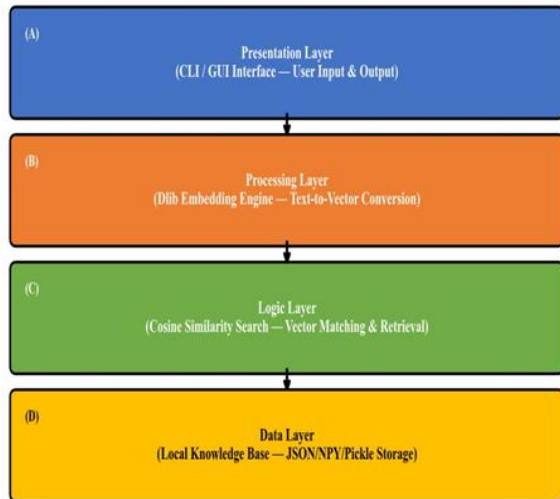 (A)
Presentation Layer
(CLI / GUI Interface — User Input & Output)
(B)
Processing Layer
(Dlib Embedding Engine — Text-to-Vector Conversion)
(C)
Logic Layer
(Cosine Similarity Search — Vector Matching & Retrieval)
(D)
Data Layer
(Local Knowledge Base — JSON/NPY/Pickle Storage)